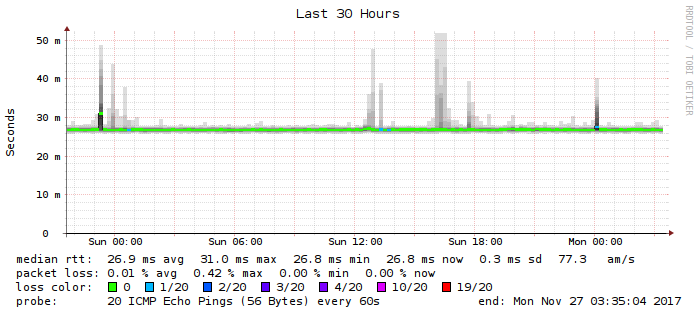 Last 30 Hours
RRDTOOL / TOBI OETIKER
Seconds
50 m
40 m
30 m
20 m
10 m
0
Sun 00:00 Sun 06:00 Sun 12:00 Sun 18:00 Mon 00:00
median rtt: 26.9 ms avg 31.0 ms max 26.8 ms min 26.8 ms now 0.3 ms sd 77.3 am/s
packet loss: 0.01 % avg 0.42 % max 0.00 % min 0.00 % now
loss color: 0 1/20 2/20 3/20 4/20 10/20 19/20
probe: 20 ICMP Echo Pings (56 Bytes) every 60s end: Mon Nov 27 03:35:04 2017